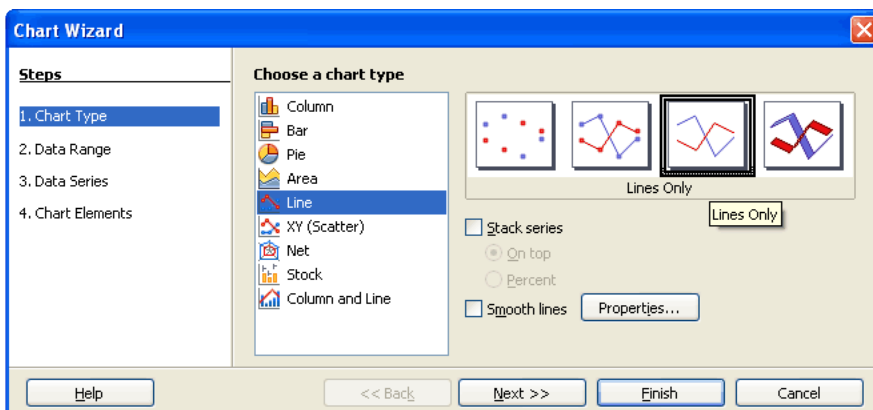 Chart Wizard
Steps
1. Chart Type
2. Data Range
3. Data Series
4. Chart Elements
Choose a chart type
Column
Bar
Pie
Area
Line
XY (Scatter)
Net
Stock
Column and Line
Lines Only
Lines Only
Stack series
On top
Percent
Smooth lines
Properties...
Help
<< Back
Next >>
Finish
Cancel